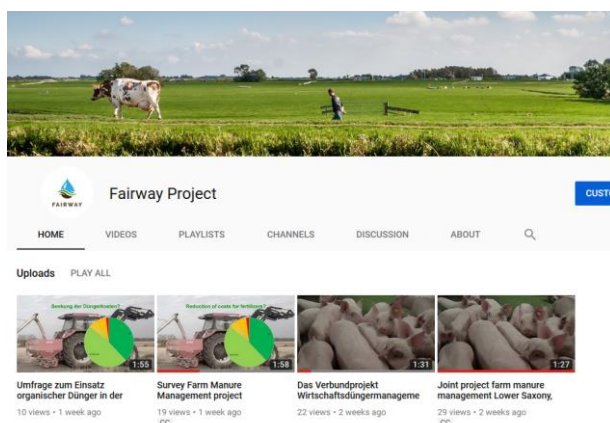 FAIRWAY
Fairway Project
CUSTO
HOME VIDEOS PLAYLISTS CHANNELS DISCUSSION ABOUT
Uploads PLAY ALL
Senkung der Düngerkosten?
1:55
Reduction of costs for fertilizers?
1:58
1:31
1:27
Umfrage zum Einsatz
organischer Dünger in der
10 views • 1 week ago
Survey Farm Manure
Management project
19 views • 1 week ago
CC
Das Verbundprojekt
Wirtschaftsdüngermanageme
22 views • 2 weeks ago
Joint project farm manure
management Lower Saxony,
29 views • 2 weeks ago